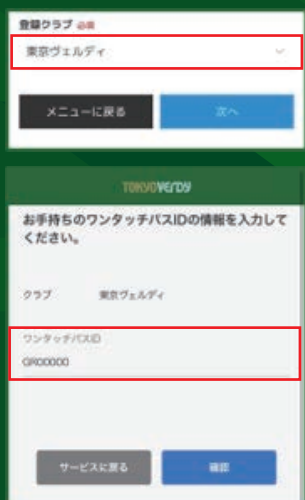 登録クラブ 必須
東京ヴェルディ
メニューに戻る
次へ
TOKYO VERDY
お手持ちのワンタッチパスIDの情報を入力して
ください。
クラブ 東京ヴェルディ
ワンタッチパスID
GR00000
サービスに戻る
確認